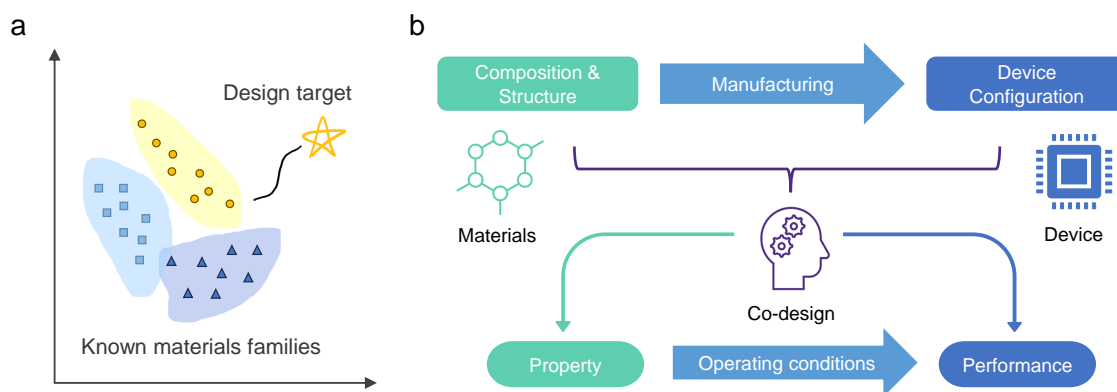 a
Design target
Known materials families
b
Composition &
Structure
Manufacturing
Device
Configuration
Materials
Device
Co-design
Property
Operating conditions
Performance